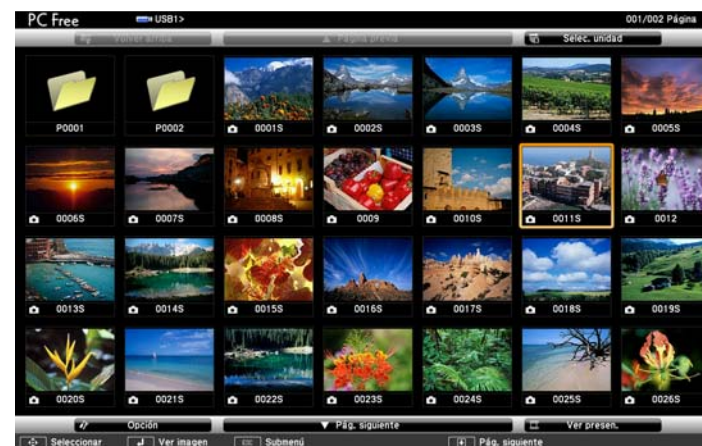 PC Free USB1> 001/002 Página
Volver arriba ▲ Página previa Selec. unidad
P0001 P0002 0001S 0002S 0003S 0004S 0005S
0006S 0007S 0008S 0009 0010S 0011S 0012
0013S 0014S 0015S 0016S 0017S 0018S 0019S
0020S 0021S 0022S 0023S 0024S 0025S 0026S
Opción ▼ Pág. siguiente Ver presen.
Seleccionar Ver imagen ESC Submenú Pág. siguiente